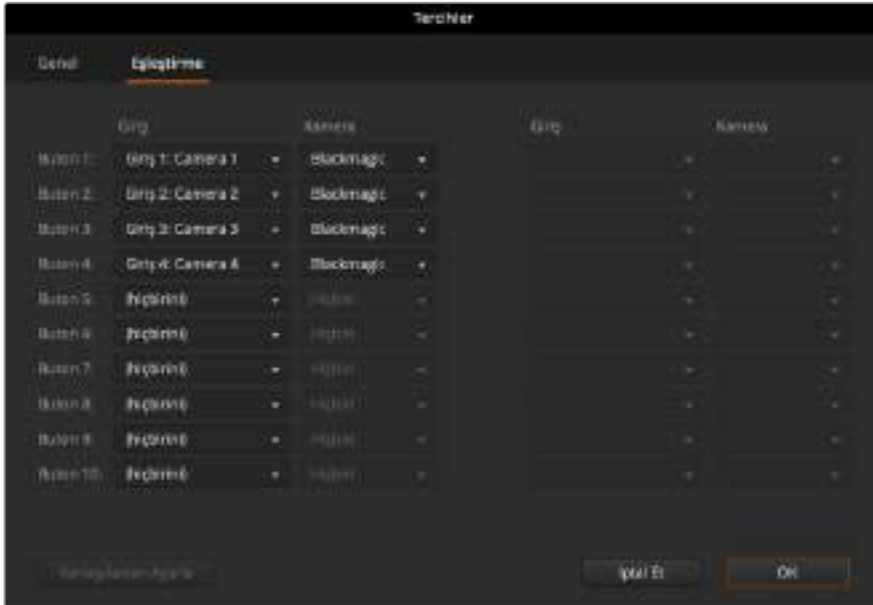 Tercihler
Genel Eşleştirme
Giriş Kamera Giriş Kamera
Buton 1: Giriş 1: Camera 1 Blackmagic
Buton 2: Giriş 2: Camera 2 Blackmagic
Buton 3: Giriş 3: Camera 3 Blackmagic
Buton 4: Giriş 4: Camera 4 Blackmagic
Buton 5: (hiçbirini)
Buton 6: (hiçbirini)
Buton 7: (hiçbirini)
Buton 8: (hiçbirini)
Buton 9: (hiçbirini)
Buton 10: (hiçbirini)
İptal Et OK